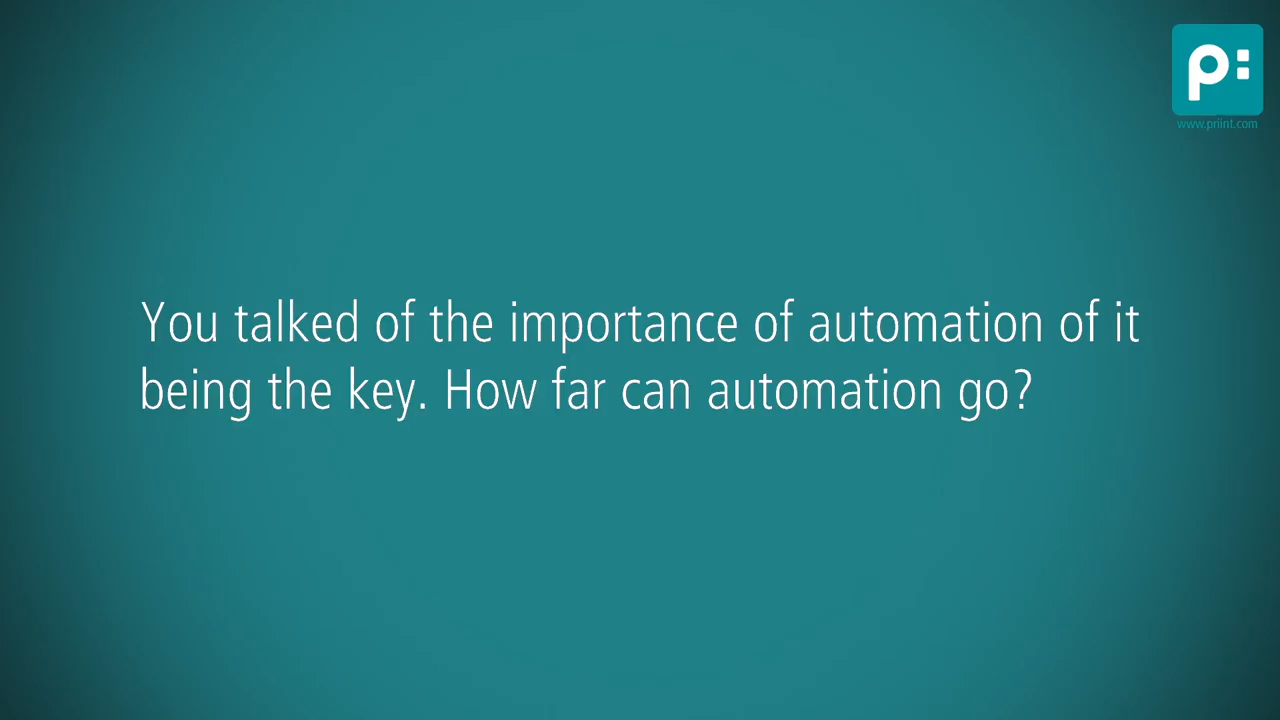 p:
www.priint.com
You talked of the importance of automation of it
being the key. How far can automation go?